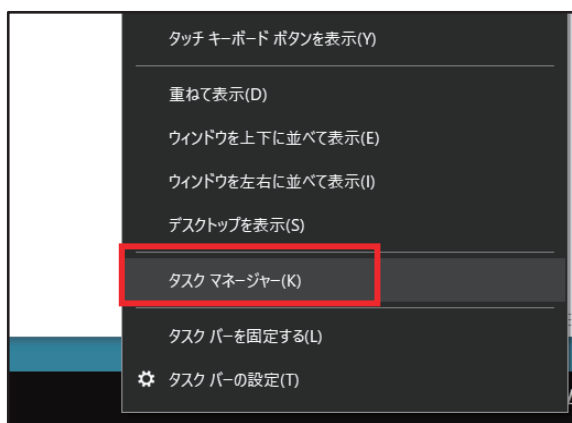 タッチ キーボード ボタンを表示(Y)
重ねて表示(D)
ウィンドウを上下に並べて表示(E)
ウィンドウを左右に並べて表示(I)
デスクトップを表示(S)
タスク マネージャー(K)
タスク バーを固定する(L)
タスク バーの設定(T)